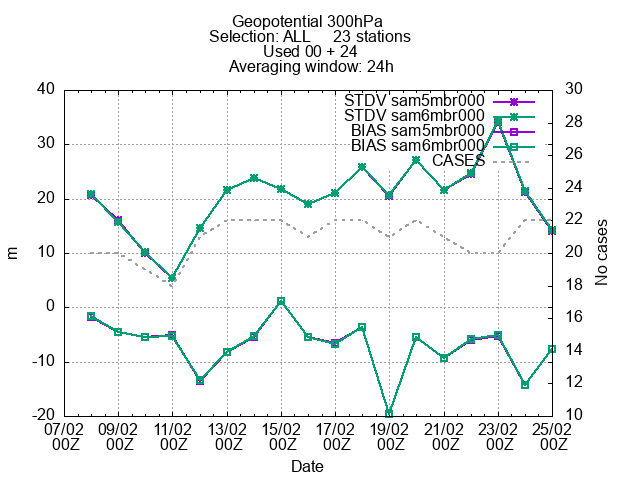 Geopotential 300hPa
Selection: ALL 23 stations
Used 00 + 24
Averaging window: 24h
STDV sam5mbr000
STDV sam6mbr000
BIAS sam5mbr000
BIAS sam6mbr000
CASES
40
30
20
10
0
-10
-20
m
30
28
26
24
22
20
18
16
14
12
10
No cases
07/02 09/02 11/02 13/02 15/02 17/02 19/02 21/02 23/02 25/02
00Z 00Z 00Z 00Z 00Z 00Z 00Z 00Z 00Z 00Z
Date